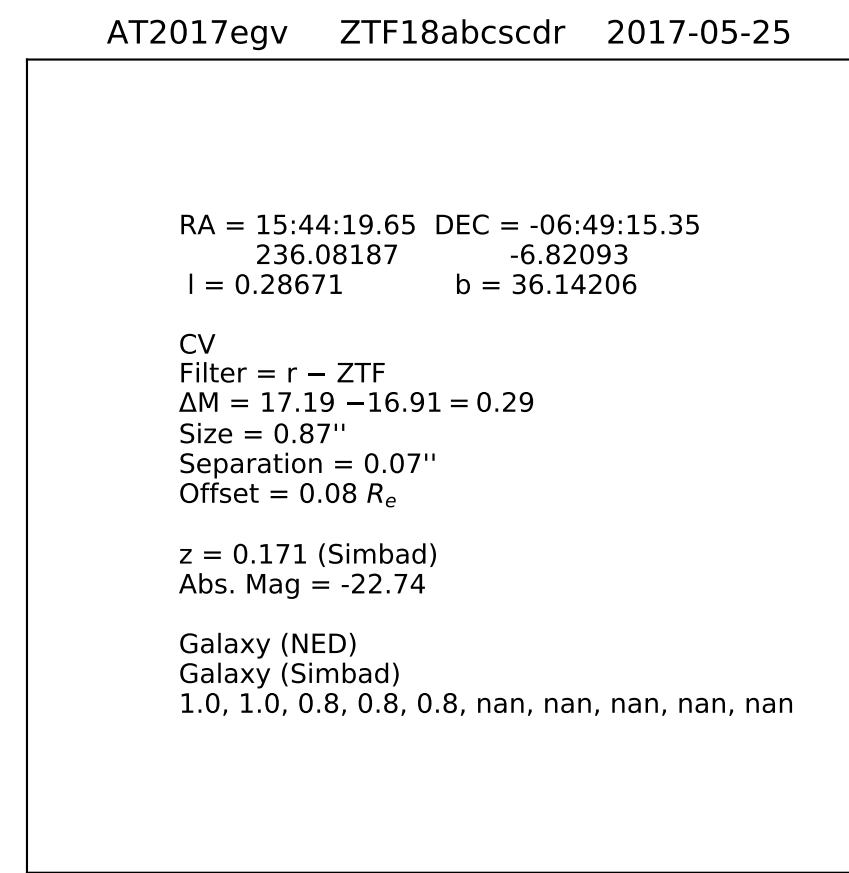 AT2017egv ZTF18abcscdr 2017-05-25
RA = 15:44:19.65 DEC = -06:49:15.35
236.08187 -6.82093
l = 0.28671 b = 36.14206
CV
Filter = r − ZTF
ΔM = 17.19 −16.91 = 0.29
Size = 0.87''
Separation = 0.07''
Offset = 0.08 Re
z = 0.171 (Simbad)
Abs. Mag = -22.74
Galaxy (NED)
Galaxy (Simbad)
1.0, 1.0, 0.8, 0.8, 0.8, nan, nan, nan, nan, nan